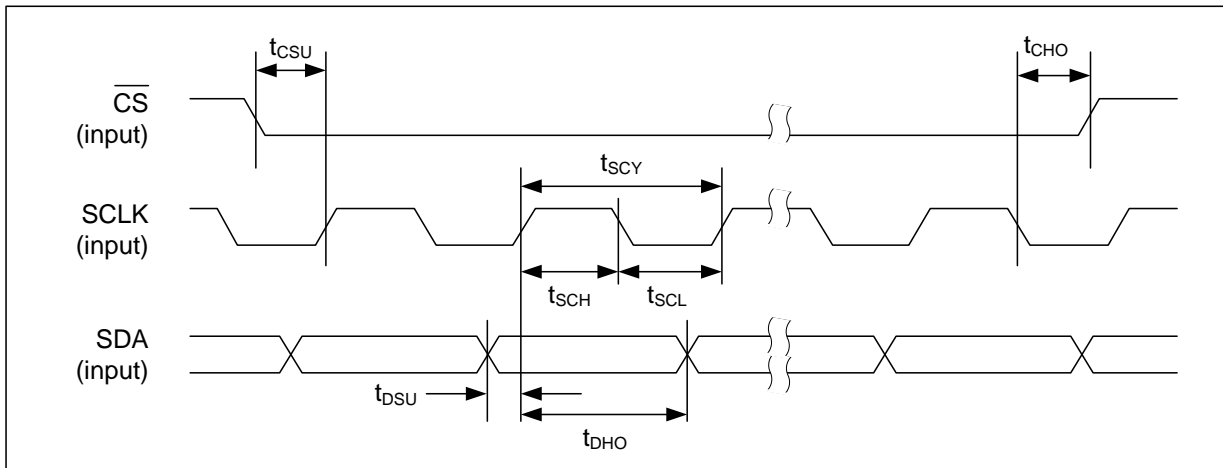 tCSU
tCHO
CS
(input)
tSCY
SCLK
(input)
tSCH
tSCL
SDA
(input)
tDSU
tDHO